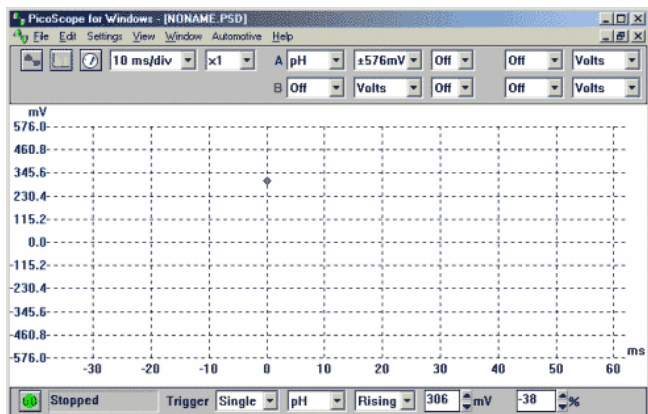 PicoScope for Windows - [NONAME.PSD]
File Edit Settings View Window Automotive Help
10 ms/div x1 A pH ±576mV Off Off Volts
B Off Volts Off Off Volts
mV
576.0
460.8
345.6
230.4
115.2
0.0
-115.2
-230.4
-345.6
-460.8
-576.0
ms
-30 -20 -10 0 10 20 30 40 50 60
Stopped Trigger Single pH Rising 306 mV -38 %